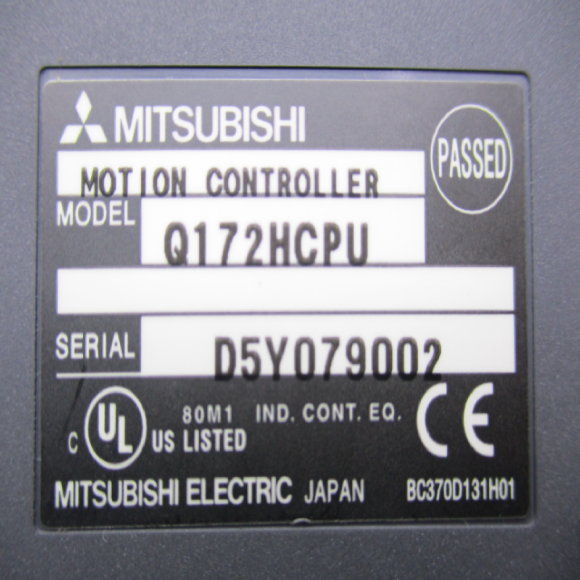 MITSUBISHI
PASSED
MOTION CONTROLLER
MODEL Q172HCPU
SERIAL D5Y079002
C UL US LISTED 80M1 IND. CONT. EQ. CE
MITSUBISHI ELECTRIC JAPAN BC370D131H01